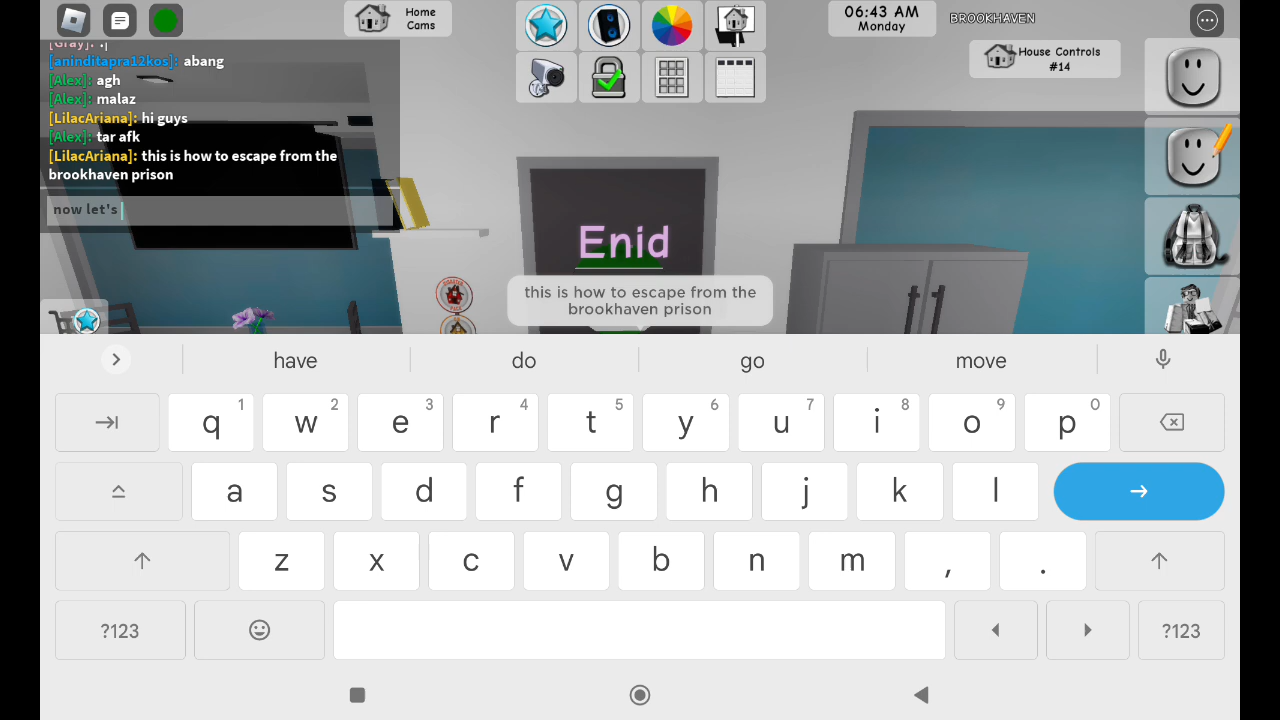 Home
Cams
06:43 AM
Monday
BROOKHAVEN
House Controls
#14
[Gray]:
[aninditapra12kos]: abang
[Alex]: agh
[Alex]: malaz
[LilacAriana]: hi guys
[Alex]: tar afk
[LilacAriana]: this is how to escape from the
brookhaven prison
now let's
Enid
this is how to escape from the
brookhaven prison
have do go move
q 1 w 2 e 3 r 4 t 5 y 6 u 7 i 8 o 9 p 0
a s d f g h j k l
z x c v b n m , .
?123 ?123